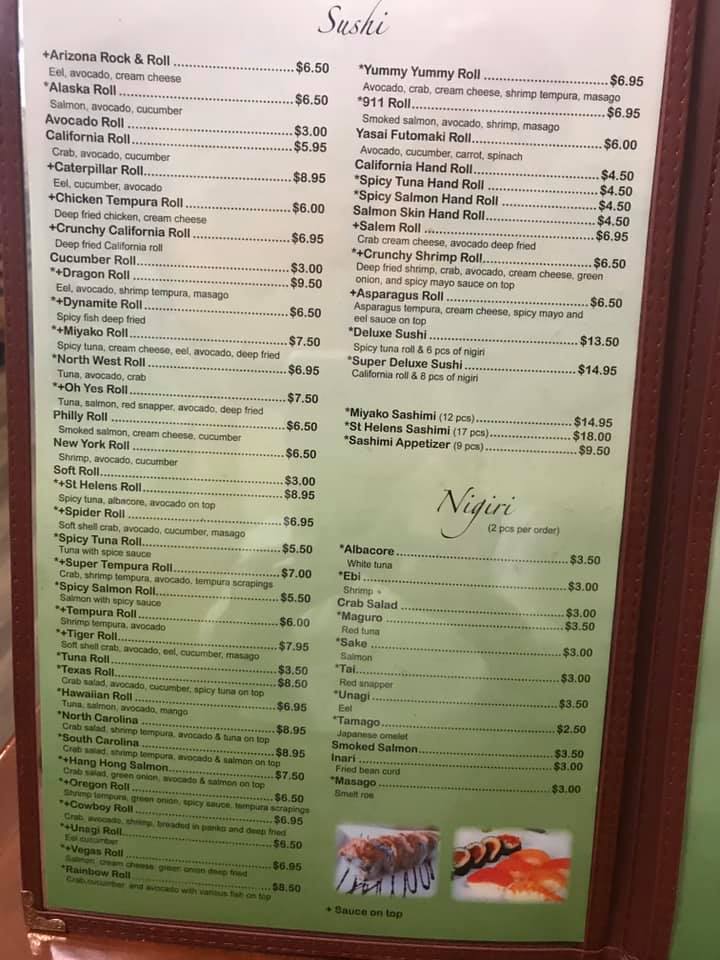 Sushi
+Arizona Rock & Roll ........................... $6.50
Eel, avocado, cream cheese
*Alaska Roll ........................... $6.50
Salmon, avocado, cucumber
Avocado Roll ........................... $3.00
California Roll ........................... $5.95
Crab, avocado, cucumber
+Caterpillar Roll ........................... $8.95
Eel, cucumber, avocado
+Chicken Tempura Roll ........................... $6.00
Deep fried chicken, cream cheese
+Crunchy California Roll ........................... $6.95
Deep fried California roll
Cucumber Roll ........................... $3.00
*+Dragon Roll ........................... $9.50
Eel, avocado, shrimp tempura, masago
*+Dynamite Roll ........................... $6.50
Spicy fish deep fried
*+Miyako Roll ........................... $7.50
Spicy tuna, cream cheese, eel, avocado, deep fried
*North West Roll ........................... $6.95
Tuna, avocado, crab
*+Oh Yes Roll ........................... $7.50
Tuna, salmon, red snapper, avocado, deep fried
Philly Roll ........................... $6.50
Smoked salmon, cream cheese, cucumber
New York Roll ........................... $6.50
Shrimp, avocado, cucumber
Soft Roll ........................... $3.00
*+St Helens Roll ........................... $8.95
Spicy tuna, albacore, avocado on top
*+Spider Roll ........................... $6.95
Soft shell crab, avocado, cucumber, masago
*Spicy Tuna Roll ........................... $5.50
Tuna with spice sauce
*+Super Tempura Roll ........................... $7.00
Crab, shrimp tempura, avocado, tempura scrapings
*Spicy Salmon Roll ........................... $5.50
Salmon with spicy sauce
*+Tempura Roll ........................... $6.00
Shrimp tempura, avocado
*+Tiger Roll ........................... $7.95
Soft shell crab, avocado, eel, cucumber, masago
*Tuna Roll ........................... $3.50
*Texas Roll ........................... $8.50
Crab salad, avocado, cucumber, spicy tuna on top
*Hawaiian Roll ........................... $6.95
Tuna, salmon, avocado, mango
*North Carolina ........................... $8.95
Crab salad, shrimp tempura, avocado & tuna on top
*South Carolina ........................... $8.95
Crab salad, shrimp tempura, avocado & salmon on top
*+Hang Hong Salmon ........................... $7.50
Crab salad, green onion, avocado & salmon on top
*+Oregon Roll ........................... $6.50
Shrimp tempura, green onion, spicy sauce, tempura scrapings
*+Cowboy Roll ........................... $6.95
Crab, avocado, shrimp, breaded in panko and deep fried
*+Unagi Roll ........................... $6.50
Eel cucumber
*+Vegas Roll ........................... $6.95
Salmon, cream cheese, green onion deep fried
*Rainbow Roll ........................... $8.50
Crab,cucumber and avocado with various fish on top
*Yummy Yummy Roll ........................... $6.95
Avocado, crab, cream cheese, shrimp tempura, masago
*911 Roll ........................... $6.95
Smoked salmon, avocado, shrimp, masago
Yasai Futomaki Roll ........................... $6.00
Avocado, cucumber, carrot, spinach
California Hand Roll ........................... $4.50
*Spicy Tuna Hand Roll ........................... $4.50
*Spicy Salmon Hand Roll ........................... $4.50
Salmon Skin Hand Roll ........................... $4.50
+Salem Roll ........................... $6.95
Crab cream cheese, avocado deep fried
*+Crunchy Shrimp Roll ........................... $6.50
Deep fried shrimp, crab, avocado, cream cheese, green
onion, and spicy mayo sauce on top
+Asparagus Roll ........................... $6.50
Asparagus tempura, cream cheese, spicy mayo and
eel sauce on top
*Deluxe Sushi ........................... $13.50
Spicy tuna roll & 6 pcs of nigiri
*Super Deluxe Sushi ........................... $14.95
California roll & 8 pcs of nigiri
*Miyako Sashimi (12 pcs) ........................... $14.95
*St Helens Sashimi (17 pcs) ........................... $18.00
*Sashimi Appetizer (9 pcs) ........................... $9.50
Nigiri
(2 pcs per order)
*Albacore ........................... $3.50
White tuna
*Ebi ........................... $3.00
Shrimp
Crab Salad ........................... $3.00
*Maguro ........................... $3.50
Red tuna
*Sake ........................... $3.00
Salmon
*Tai ........................... $3.00
Red snapper
*Unagi ........................... $3.50
Eel
*Tamago ........................... $2.50
Japanese omelet
Smoked Salmon ........................... $3.50
Inari ........................... $3.00
Fried bean curd
*Masago ........................... $3.00
Smelt roe
+ Sauce on top